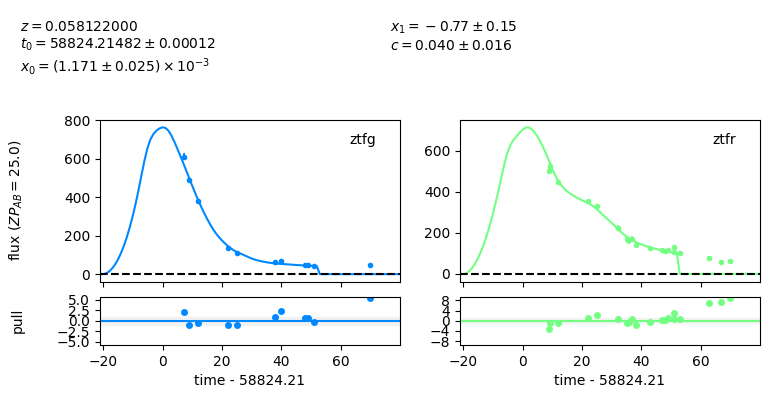 z = 0.058122000
t₀ = 58824.21482 ± 0.00012
x₀ = (1.171 ± 0.025) × 10⁻³
x₁ = −0.77 ± 0.15
c = 0.040 ± 0.016
flux (ZP_AB = 25.0)
800
600
400
200
0
ztfg
600
400
200
0
ztfr
pull
5.0
2.5
0.0
−2.5
−5.0
−20
0
20
40
60
time - 58824.21
8
4
0
−4
−8
−20
0
20
40
60
time - 58824.21